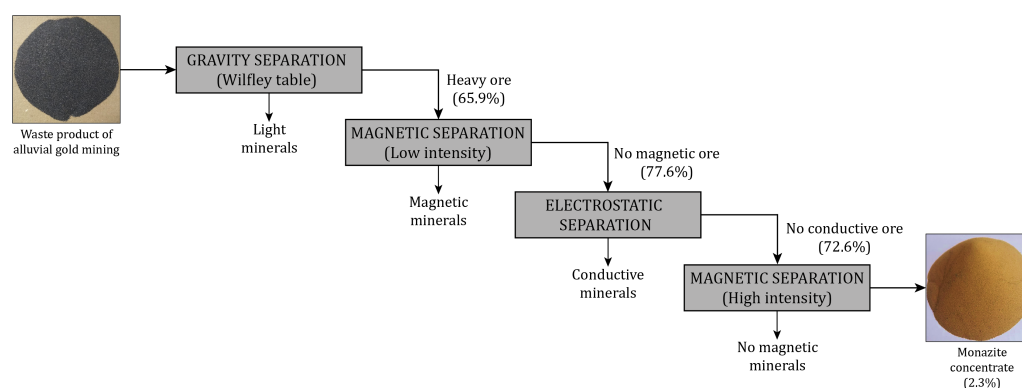 Waste product of
alluvial gold mining
GRAVITY SEPARATION
(Wilfley table)
Light
minerals
Heavy ore
(65.9%)
MAGNETIC SEPARATION
(Low intensity)
Magnetic
minerals
No magnetic ore
(77.6%)
ELECTROSTATIC
SEPARATION
Conductive
minerals
No conductive ore
(72.6%)
MAGNETIC SEPARATION
(High intensity)
No magnetic
minerals
Monazite
concentrate
(2.3%)